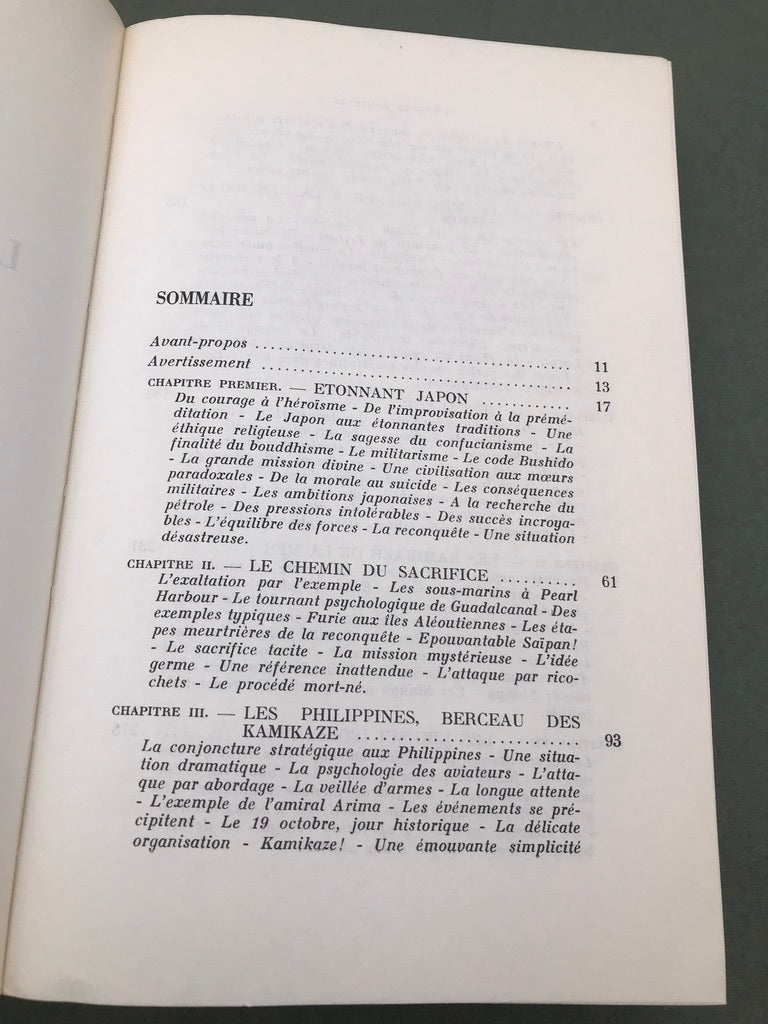 SOMMAIRE
Avant-propos ........................................ 11
Avertissement ........................................ 13
CHAPITRE PREMIER. — ETONNANT JAPON ............ 17
Du courage à l'héroïsme - De l'improvisation à la prémé-
ditation - Le Japon aux étonnantes traditions - Une
éthique religieuse - La sagesse du confucianisme - La
finalité du bouddhisme - Le militarisme - Le code Bushido
- La grande mission divine - Une civilisation aux mœurs
paradoxales - De la morale au suicide - Les conséquences
militaires - Les ambitions japonaises - A la recherche du
pétrole - Des pressions intolérables - Des succès incroya-
bles - L'équilibre des forces - La reconquête - Une situation
désastreuse.
CHAPITRE II. — LE CHEMIN DU SACRIFICE .......... 61
L'exaltation par l'exemple - Les sous-marins à Pearl
Harbour - Le tournant psychologique de Guadalcanal - Des
exemples typiques - Furie aux îles Aléoutiennes - Les éta-
pes meurtrières de la reconquête - Epouvantable Saïpan!
- Le sacrifice tacite - La mission mystérieuse - L'idée
germe - Une référence inattendue - L'attaque par rico-
chets - Le procédé mort-né.
CHAPITRE III. — LES PHILIPPINES, BERCEAU DES
KAMIKAZE .......................... 93
La conjoncture stratégique aux Philippines - Une situa-
tion dramatique - La psychologie des aviateurs - L'atta-
que par abordage - La veillée d'armes - La longue attente
- L'exemple de l'amiral Arima - Les événements se pré-
cipitent - Le 19 octobre, jour historique - La délicate
organisation - Kamikaze! - Une émouvante simplicité